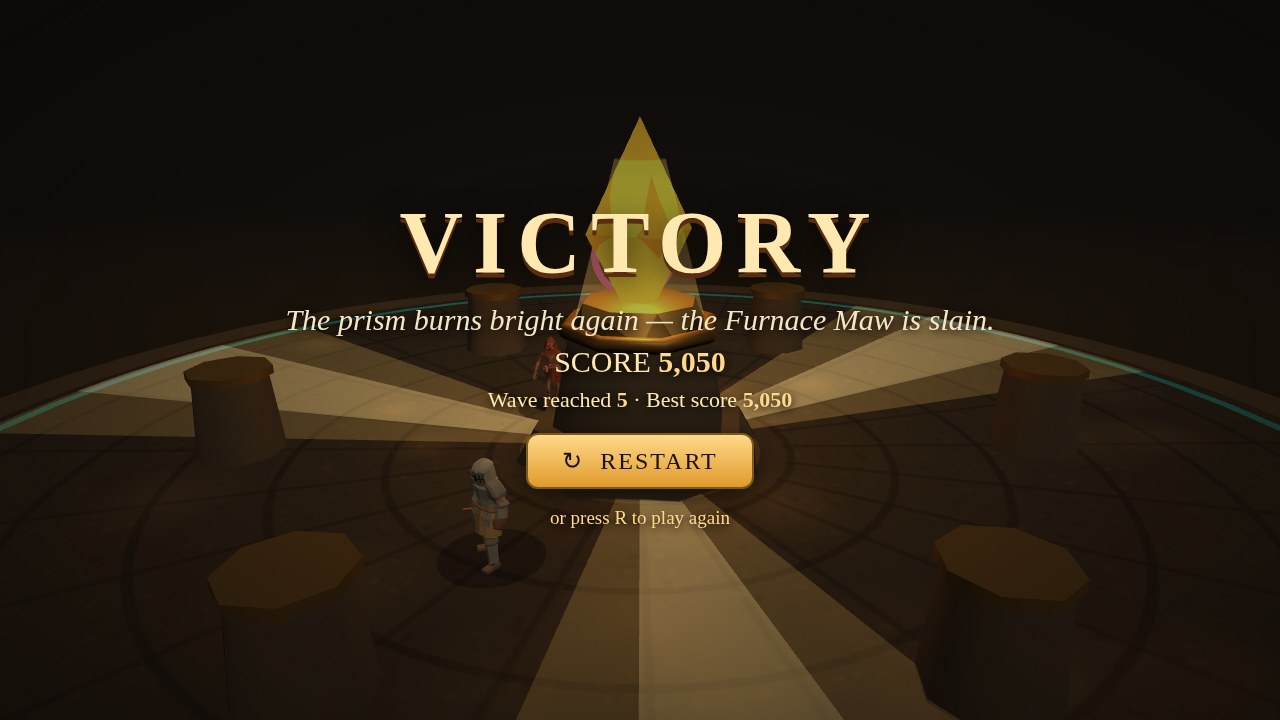 VICTORY
The prism burns bright again — the Furnace Maw is slain.
SCORE 5,050
Wave reached 5 · Best score 5,050
↻ RESTART
or press R to play again